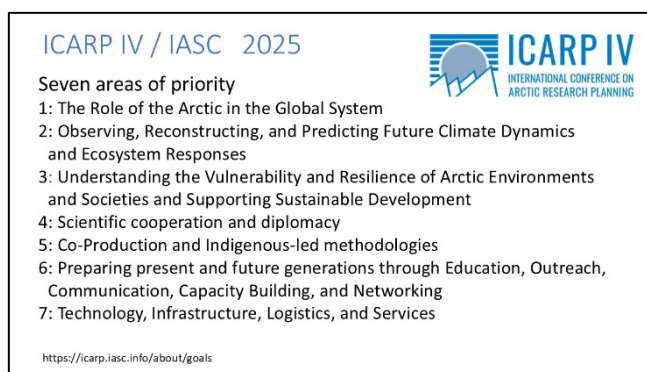 ICARP IV / IASC 2025
ICARP IV
INTERNATIONAL CONFERENCE ON
ARCTIC RESEARCH PLANNING
Seven areas of priority
1: The Role of the Arctic in the Global System
2: Observing, Reconstructing, and Predicting Future Climate Dynamics
and Ecosystem Responses
3: Understanding the Vulnerability and Resilience of Arctic Environments
and Societies and Supporting Sustainable Development
4: Scientific cooperation and diplomacy
5: Co-Production and Indigenous-led methodologies
6: Preparing present and future generations through Education, Outreach,
Communication, Capacity Building, and Networking
7: Technology, Infrastructure, Logistics, and Services
https://icarp.iasc.info/about/goals